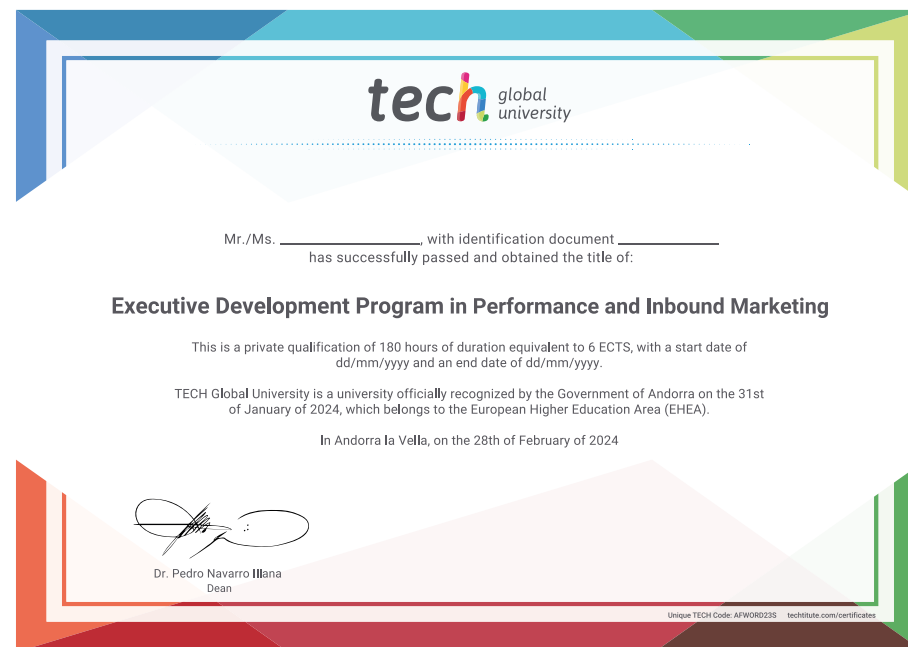 tech global
university
Mr./Ms. ____________________, with identification document ______________
has successfully passed and obtained the title of:
Executive Development Program in Performance and Inbound Marketing
This is a private qualification of 180 hours of duration equivalent to 6 ECTS, with a start date of
dd/mm/yyyy and an end date of dd/mm/yyyy.
TECH Global University is a university officially recognized by the Government of Andorra on the 31st
of January of 2024, which belongs to the European Higher Education Area (EHEA).
In Andorra la Vella, on the 28th of February of 2024
Dr. Pedro Navarro Illana
Dean
Unique TECH Code: AFWORD23S techtitute.com/certificates